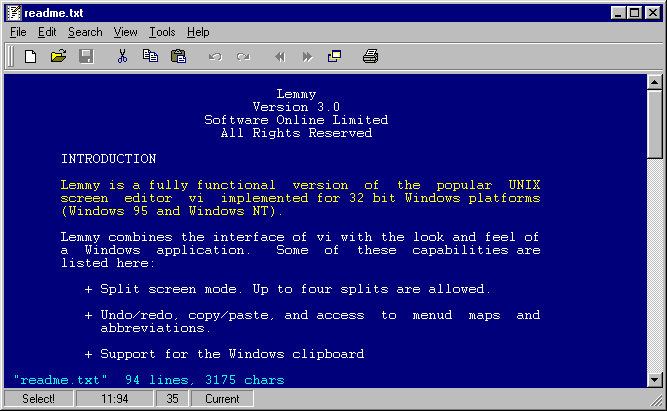 readme.txt
File Edit Search View Tools Help
Lemmy
Version 3.0
Software Online Limited
All Rights Reserved
INTRODUCTION
Lemmy is a fully functional version of the popular UNIX
screen editor vi implemented for 32 bit Windows platforms
(Windows 95 and Windows NT).
Lemmy combines the interface of vi with the look and feel of
a Windows application. Some of these capabilities are
listed here:
+ Split screen mode. Up to four splits are allowed.
+ Undo/redo, copy/paste, and access to menud maps and
abbreviations.
+ Support for the Windows clipboard
"readme.txt" 94 lines, 3175 chars
Select! 11:94 35 Current